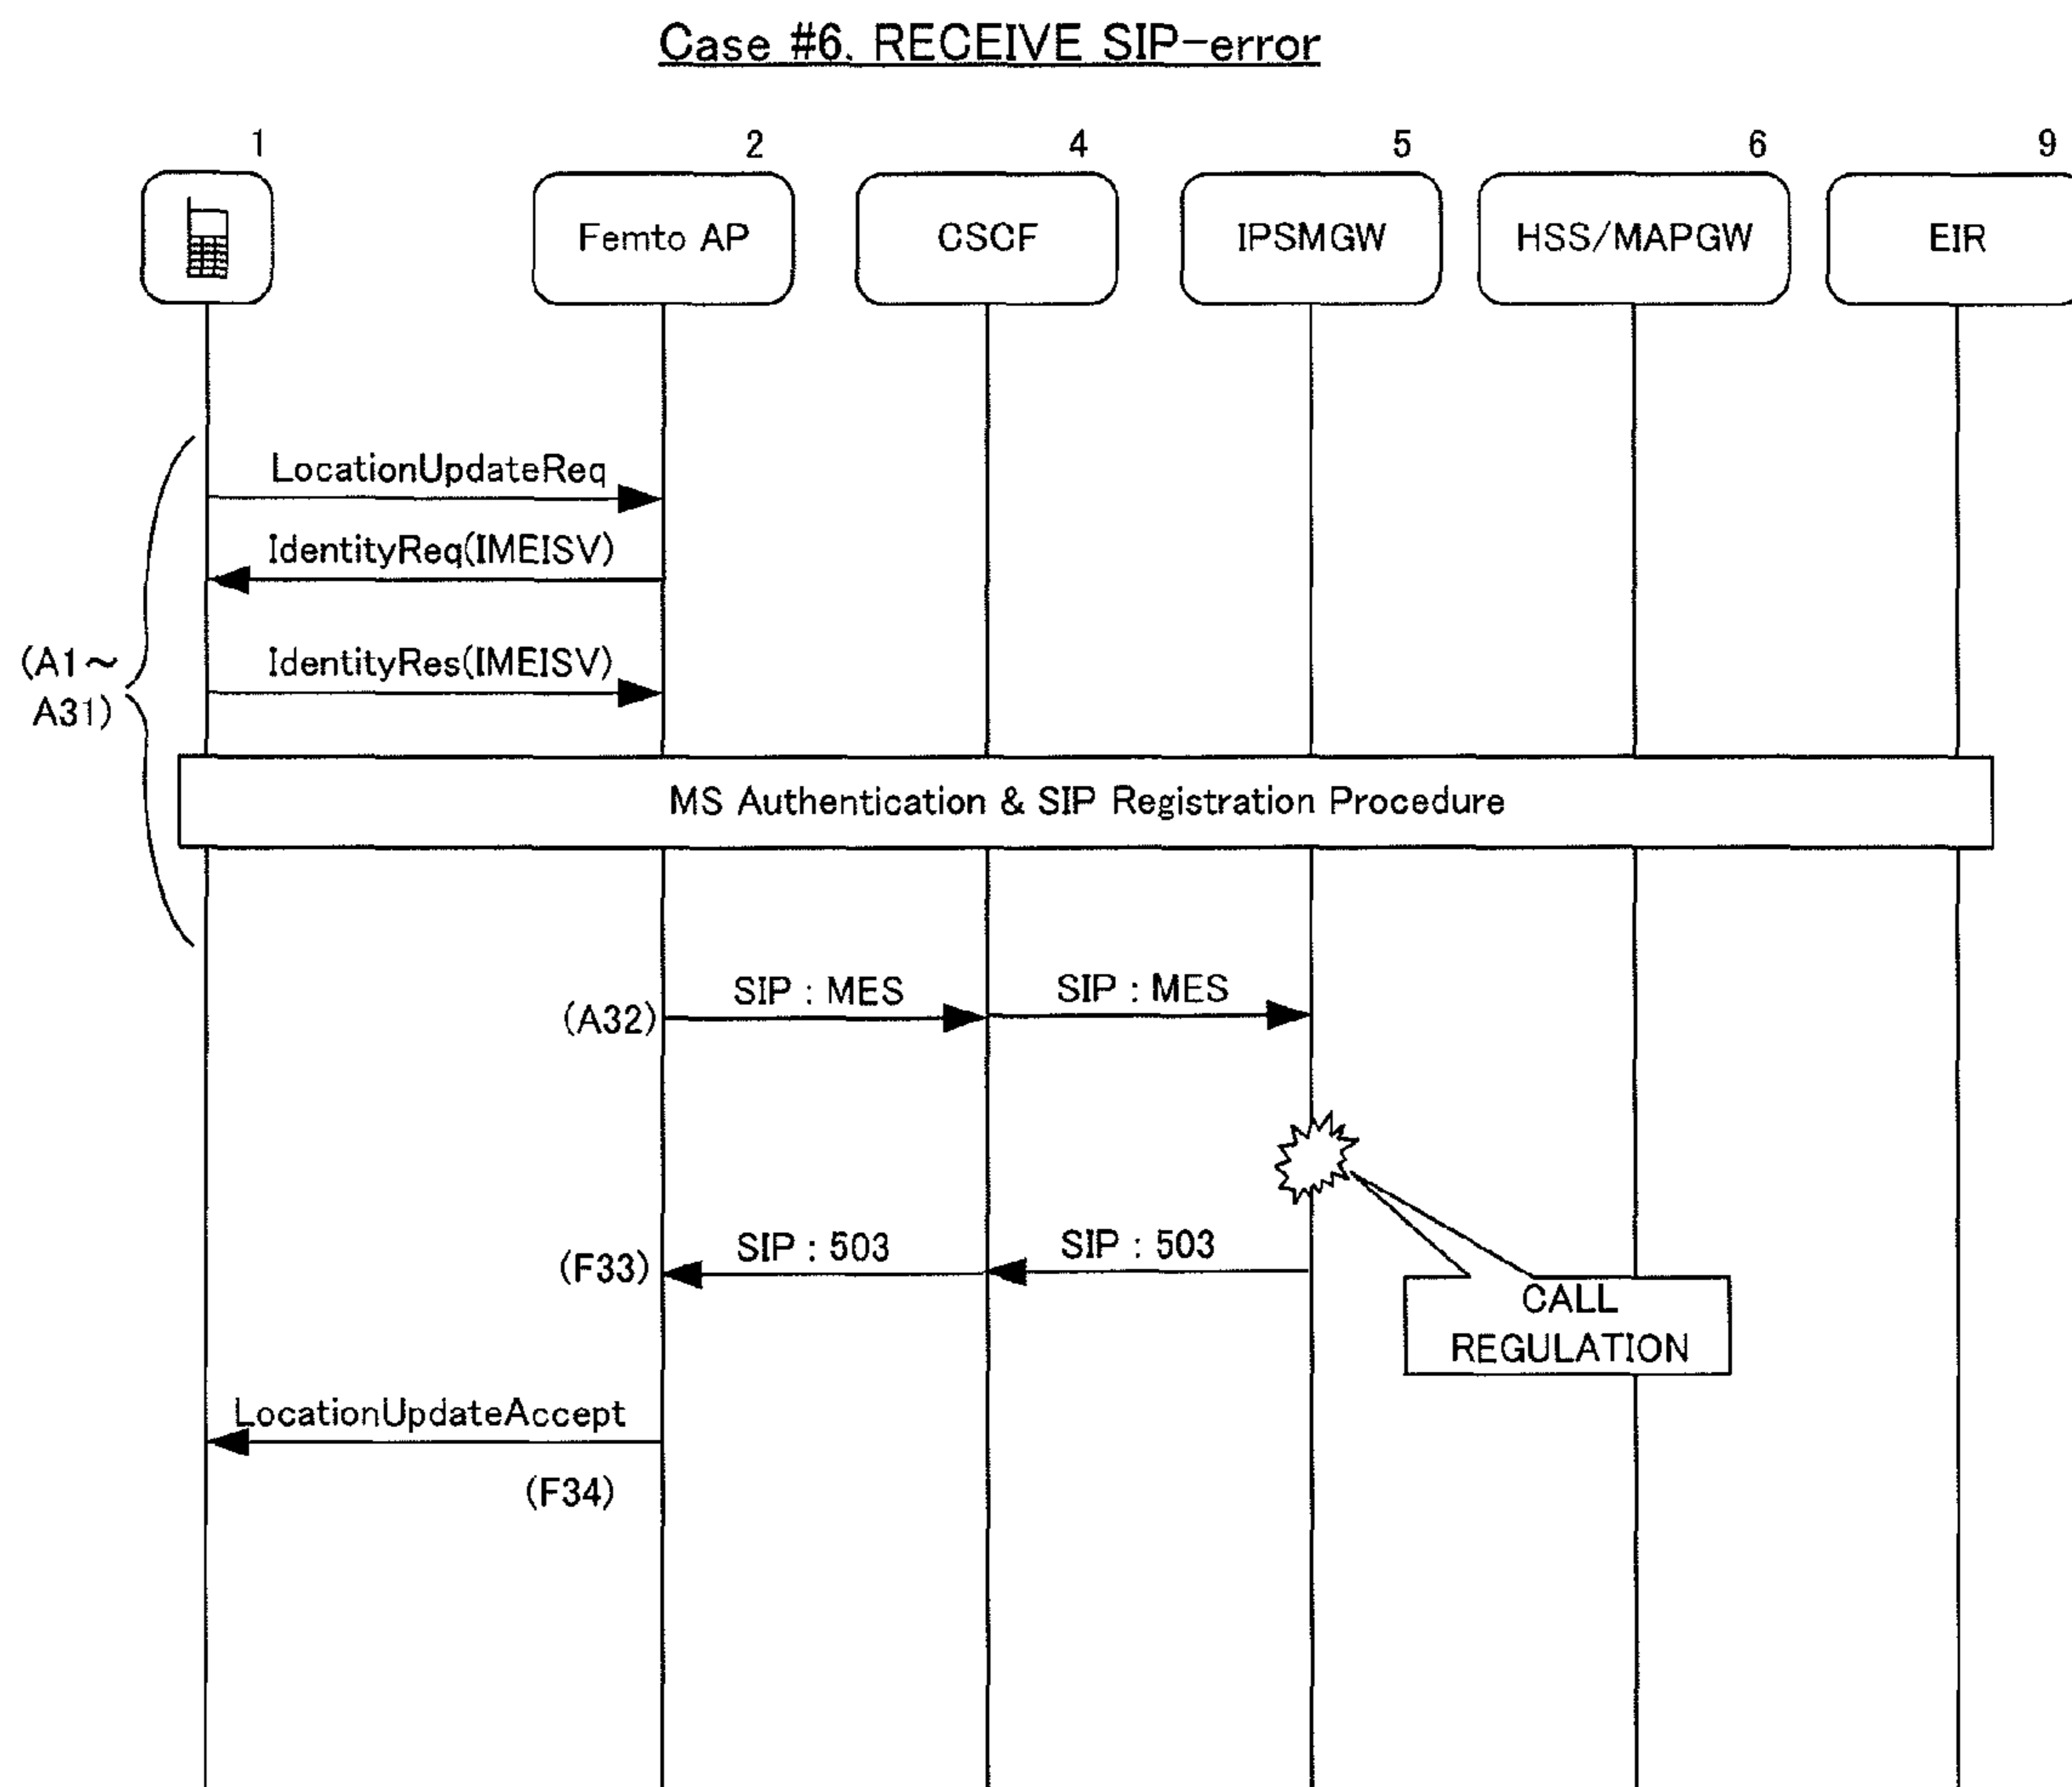 Case #6. RECEIVE SIP-error
1
2
4
5
6
9
Femto AP
CSCF
IPSMGW
HSS/MAPGW
EIR
LocationUpdateReq
IdentityReq(IMEISV)
(A1~
A31)
IdentityRes(IMEISV)
MS Authentication & SIP Registration Procedure
(A32)
SIP : MES
SIP : MES
(F33)
SIP : 503
SIP : 503
CALL
REGULATION
LocationUpdateAccept
(F34)